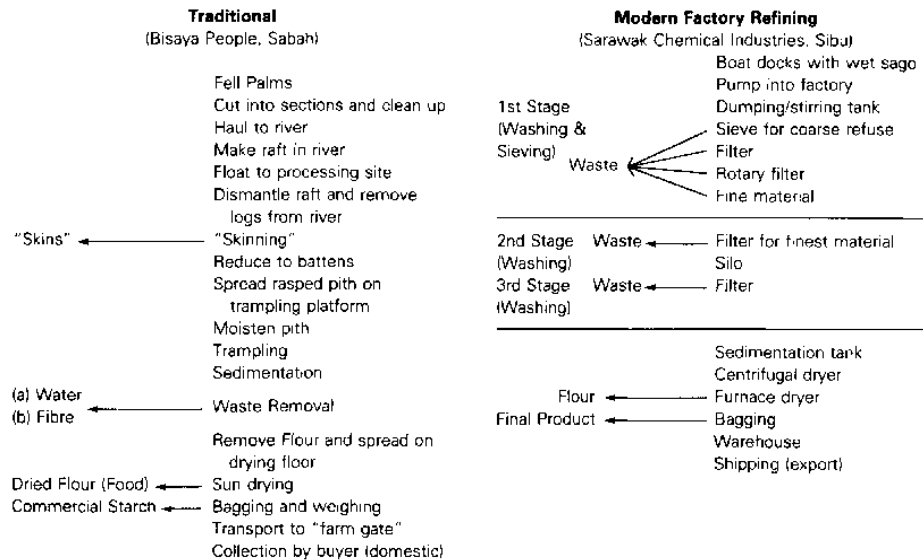 Traditional
(Bisaya People, Sabah)
Fell Palms
Cut into sections and clean up
Haul to river
Make raft in river
Float to processing site
Dismantle raft and remove
logs from river
"Skins"
"Skinning"
Reduce to battens
Spread rasped pith on
trampling platform
Moisten pith
Trampling
Sedimentation
(a) Water
(b) Fibre
Waste Removal
Remove Flour and spread on
drying floor
Dried Flour (Food)
Sun drying
Commercial Starch
Bagging and weighing
Transport to "farm gate"
Collection by buyer (domestic)
Modern Factory Refining
(Sarawak Chemical Industries, Sibu)
Boat docks with wet sago
Pump into factory
1st Stage
(Washing &
Sieving)
Dumping/stirring tank
Sieve for coarse refuse
Waste
Filter
Rotary filter
Fine material
2nd Stage
(Washing)
Waste
Filter for finest material
Silo
3rd Stage
(Washing)
Waste
Filter
Sedimentation tank
Centrifugal dryer
Flour
Furnace dryer
Final Product
Bagging
Warehouse
Shipping (export)